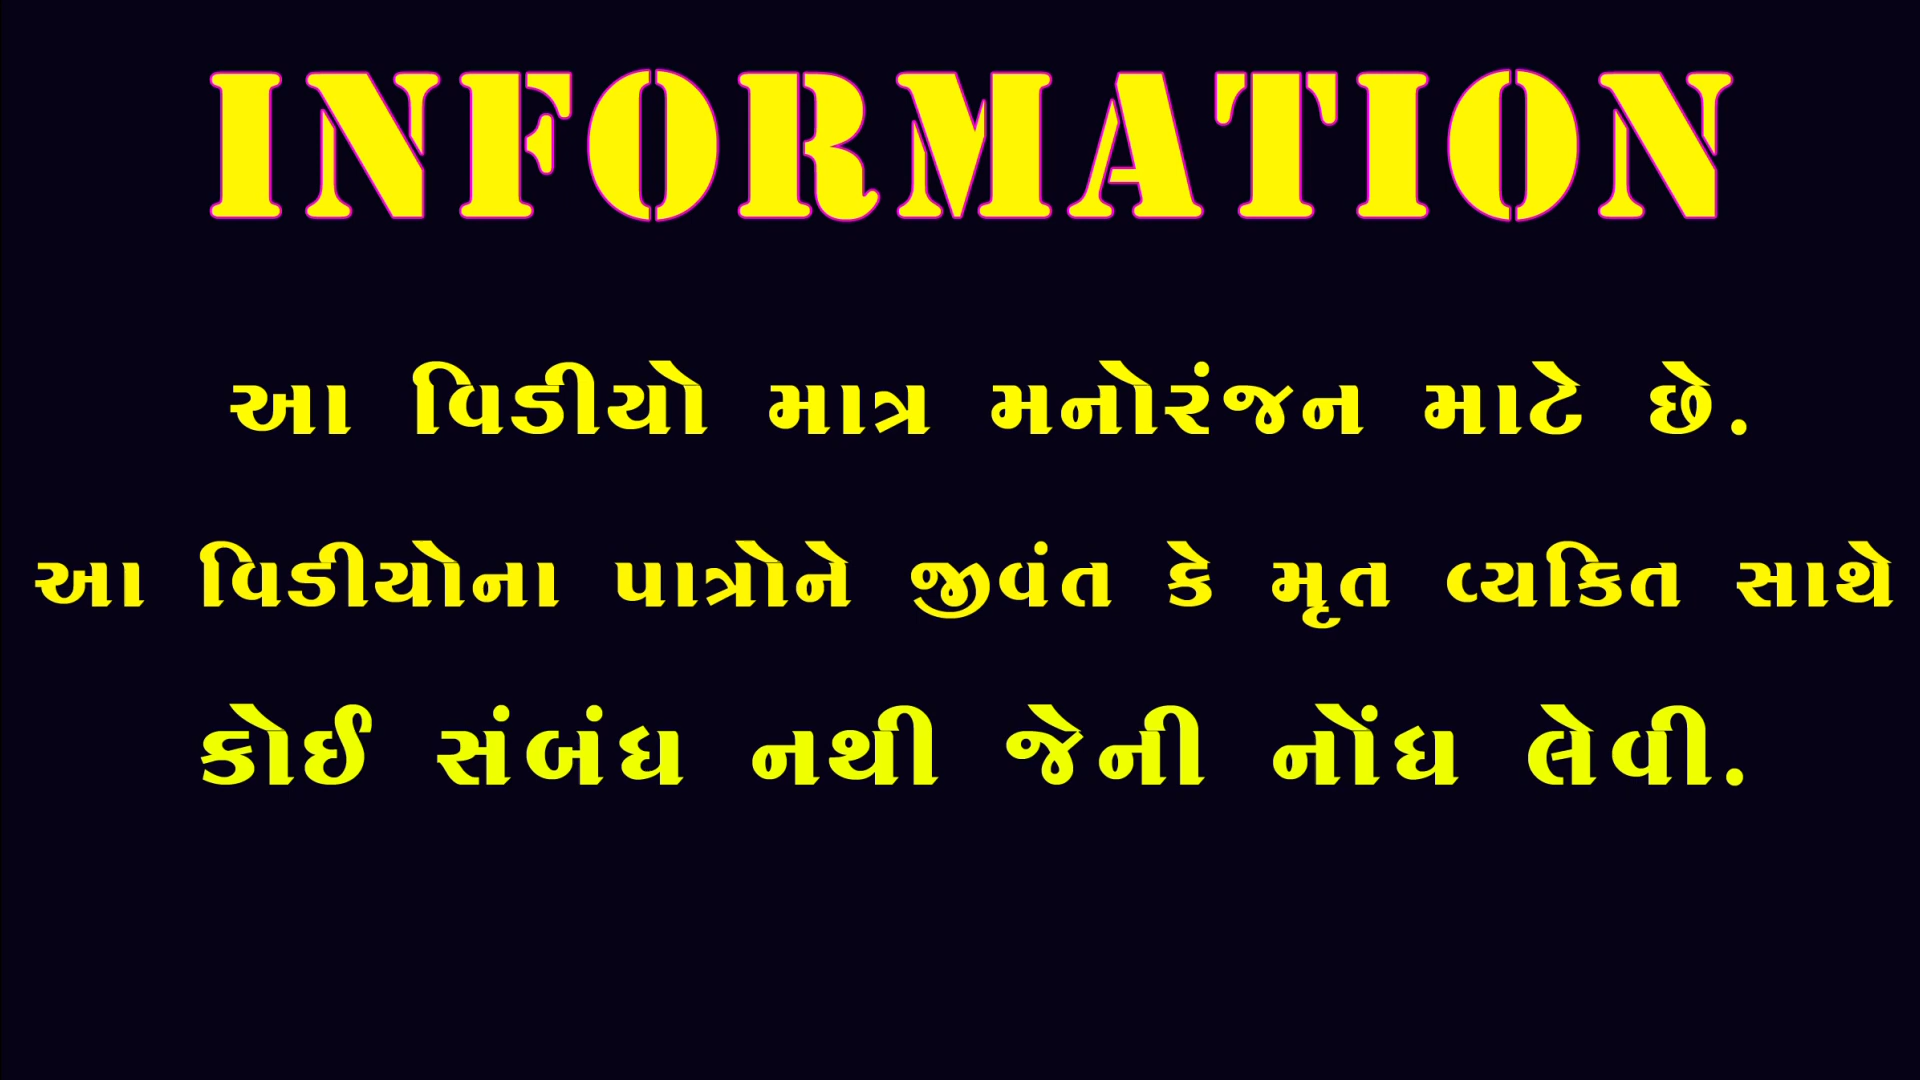 INFORMATION
આ વિડીયો માત્ર મનોરંજન માટે છે.
આ વિડીયોના પાત્રોને જીવંત કે મૃત વ્યકિત સાથે
કોઈ સંબંધ નથી જેની નોંધ લેવી.